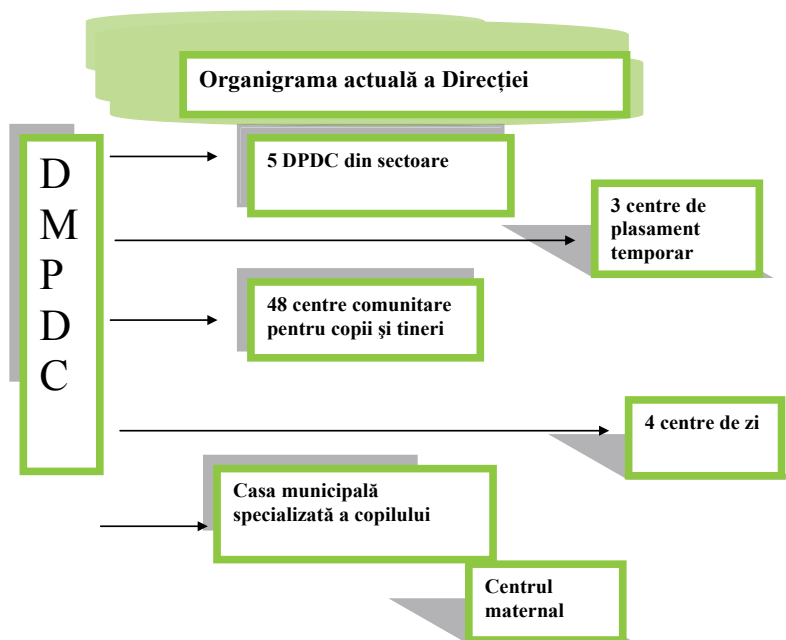 Organigrama actuală a Direcției
D
M
P
D
C
5 DPDC din sectoare
3 centre de
plasament
temporar
48 centre comunitare
pentru copii şi tineri
4 centre de zi
Casa municipală
specializată a copilului
Centrul
maternal